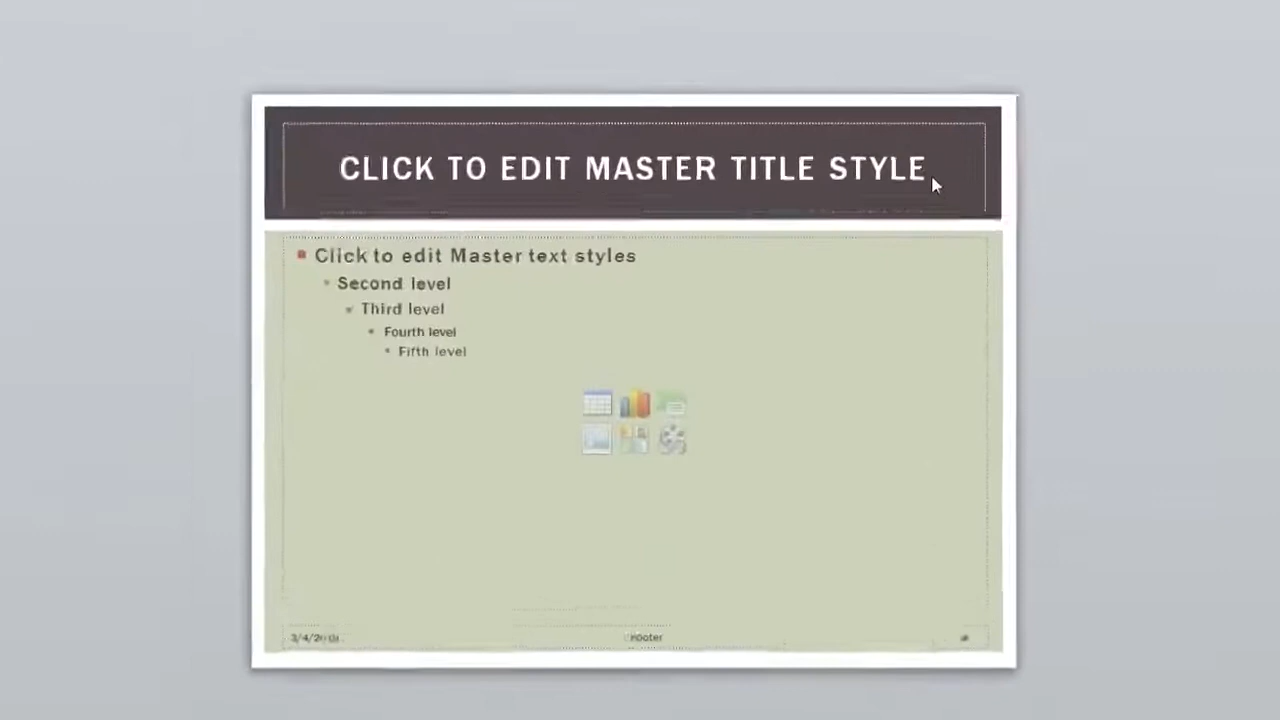 CLICK TO EDIT MASTER TITLE STYLE
Click to edit Master text styles
Second level
Third level
Fourth level
Fifth level
Footer